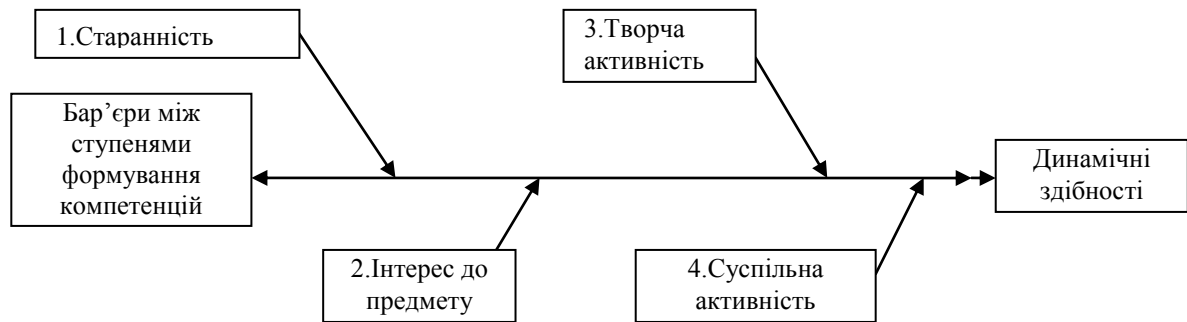 1.Старанність
3.Творча
активність
Бар’єри між
ступенями
формування
компетенцій
Динамічні
здібності
2.Інтерес до
предмету
4.Суспільна
активність